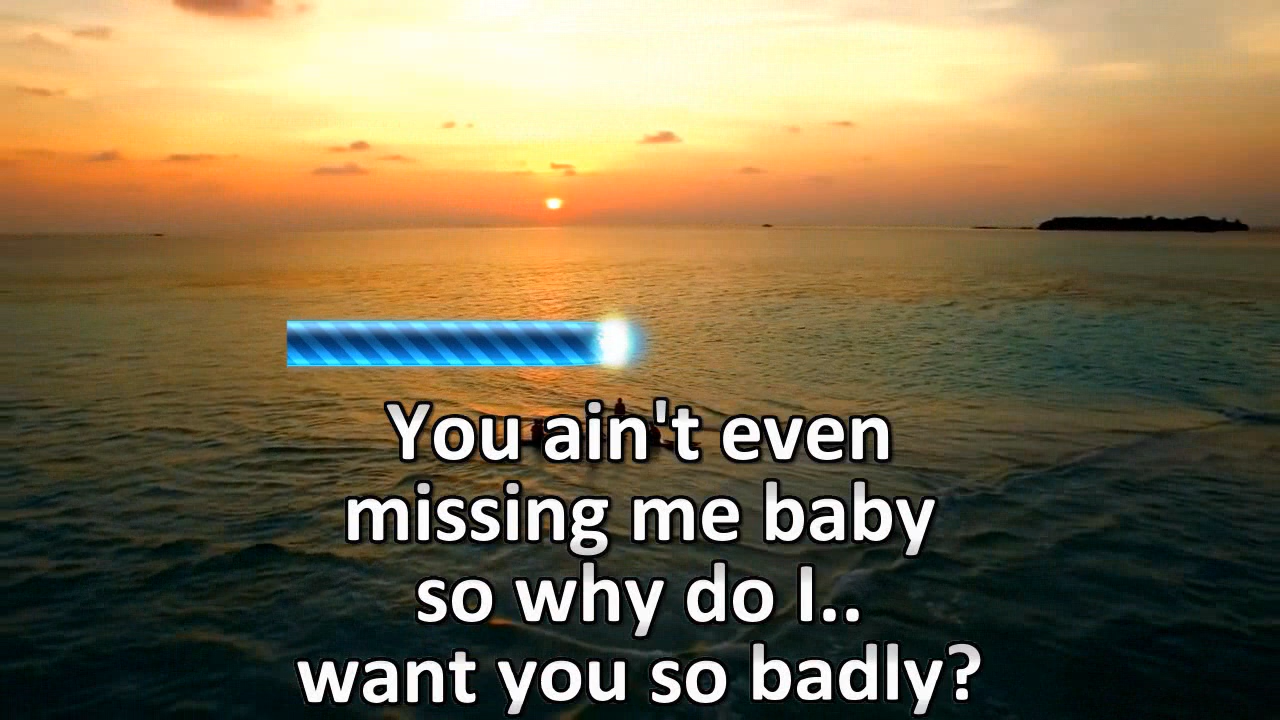 You ain't even
missing me baby
so why do I..
want you so badly?